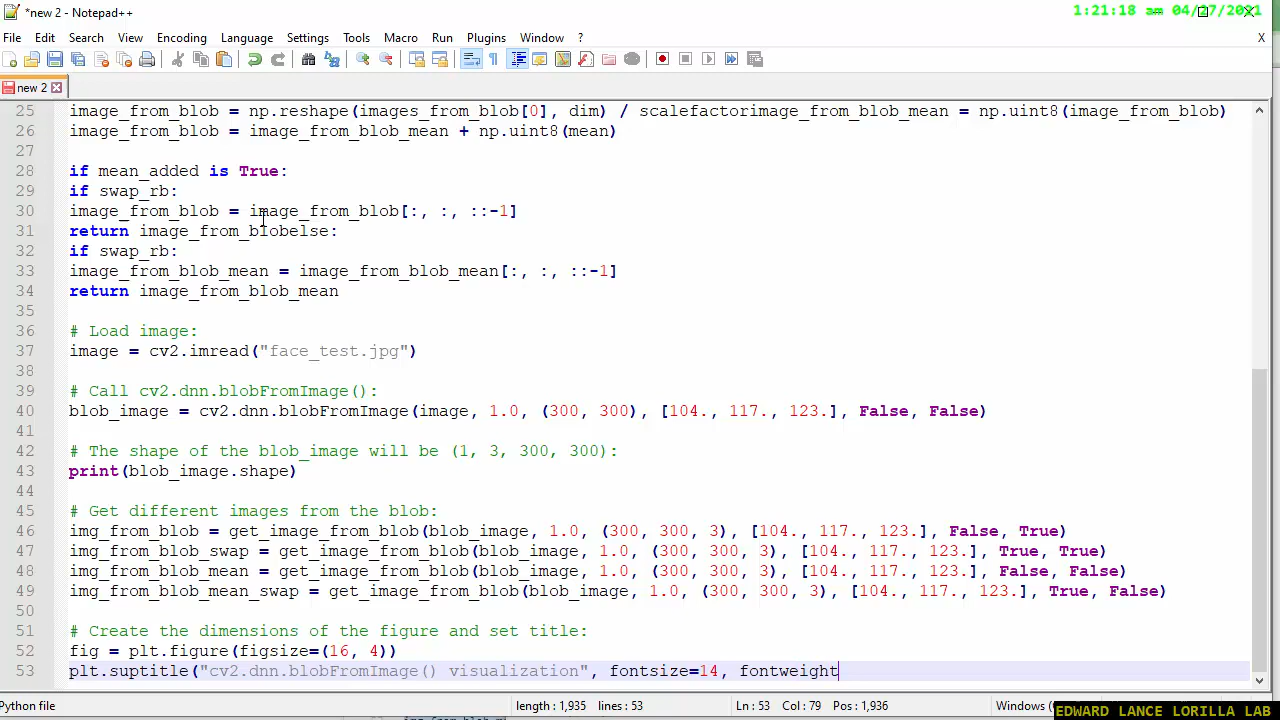 *new 2 - Notepad++
1:21:18 am 04/27/2021
File Edit Search View Encoding Language Settings Tools Macro Run Plugins Window ? X
new 2
25 image_from_blob = np.reshape(images_from_blob[0], dim) / scalefactorimage_from_blob_mean = np.uint8(image_from_blob)
26 image_from_blob = image_from_blob_mean + np.uint8(mean)
27
28 if mean_added is True:
29 if swap_rb:
30 image_from_blob = image_from_blob[:, :, ::-1]
31 return image_from_blobelse:
32 if swap_rb:
33 image_from_blob_mean = image_from_blob_mean[:, :, ::-1]
34 return image_from_blob_mean
35
36 # Load image:
37 image = cv2.imread("face_test.jpg")
38
39 # Call cv2.dnn.blobFromImage():
40 blob_image = cv2.dnn.blobFromImage(image, 1.0, (300, 300), [104., 117., 123.], False, False)
41
42 # The shape of the blob_image will be (1, 3, 300, 300):
43 print(blob_image.shape)
44
45 # Get different images from the blob:
46 img_from_blob = get_image_from_blob(blob_image, 1.0, (300, 300, 3), [104., 117., 123.], False, True)
47 img_from_blob_swap = get_image_from_blob(blob_image, 1.0, (300, 300, 3), [104., 117., 123.], True, True)
48 img_from_blob_mean = get_image_from_blob(blob_image, 1.0, (300, 300, 3), [104., 117., 123.], False, False)
49 img_from_blob_mean_swap = get_image_from_blob(blob_image, 1.0, (300, 300, 3), [104., 117., 123.], True, False)
50
51 # Create the dimensions of the figure and set title:
52 fig = plt.figure(figsize=(16, 4))
53 plt.suptitle("cv2.dnn.blobFromImage() visualization", fontsize=14, fontweight
Python file length : 1,935 lines : 53 Ln : 53 Col : 79 Pos : 1,936 Windows (
EDWARD LANCE LORILLA LAB